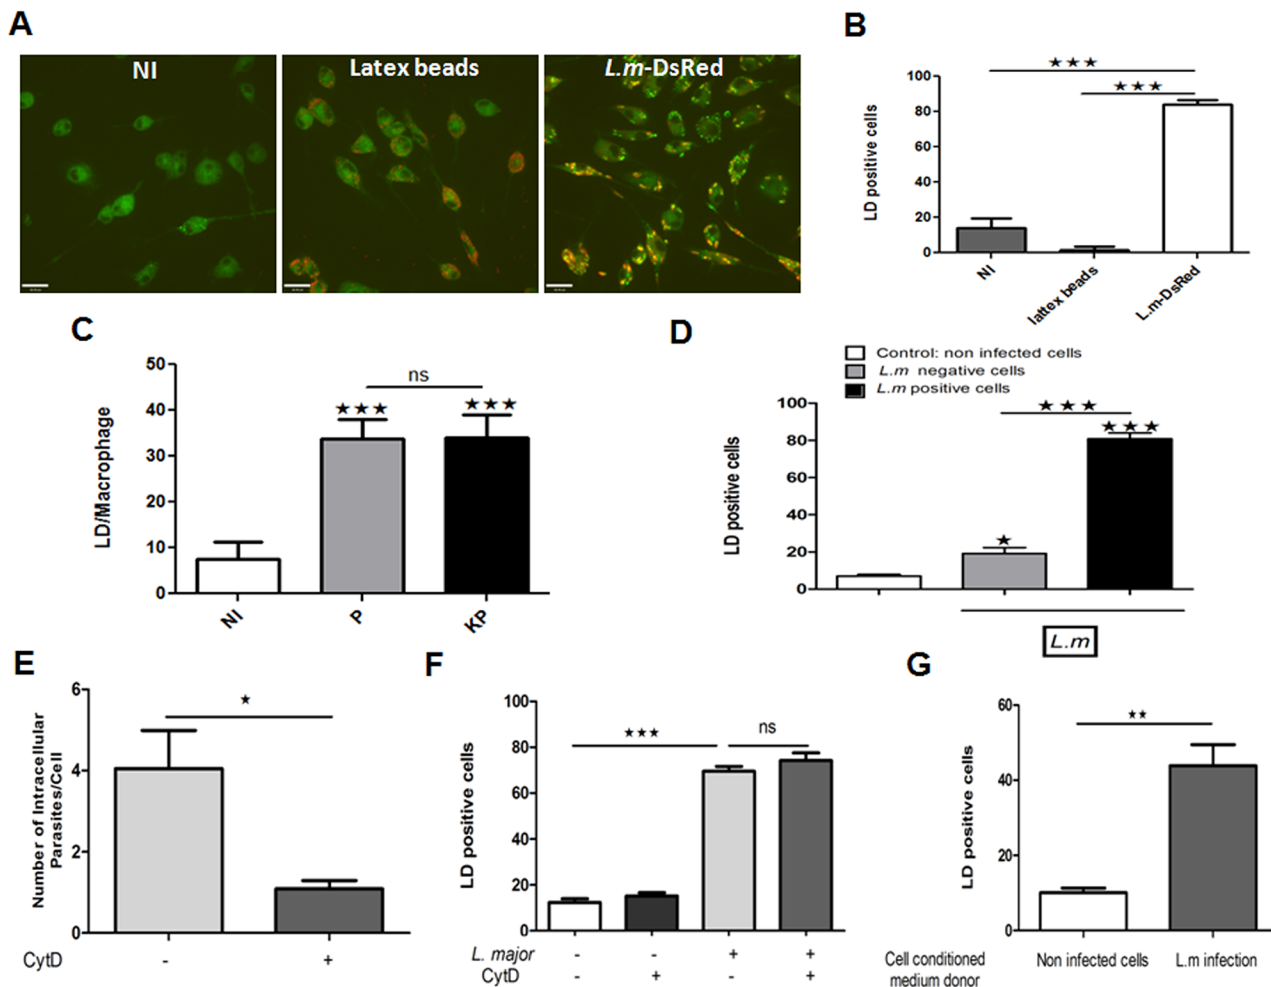 A
NI
Latex beads
L.m-DsRed
B
★★★
★★★
LD positive cells
100
80
60
40
20
0
NI
lattex beads
L.m-DsRed
C
LD/Macrophage
50
40
30
20
10
0
ns
★★★
★★★
NI
P
KP
D
Control: non infected cells
L.m negative cells
L.m positive cells
LD positive cells
100
80
60
40
20
0
★★★
★★★
★
L.m
E
Number of Intracellular
Parasites/Cell
6
4
2
0
★
CytD - +
F
LD positive cells
100
80
60
40
20
0
★★★
ns
L. major - - + +
CytD - + - +
G
LD positive cells
60
40
20
0
★★
Cell conditioned
medium donor
Non infected cells
L.m infection